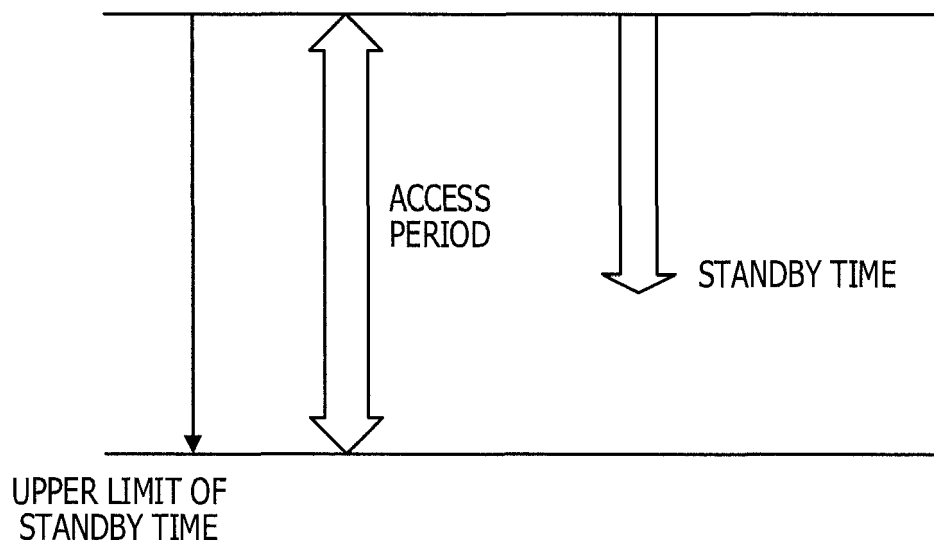 ACCESS
PERIOD
STANDBY TIME
UPPER LIMIT OF
STANDBY TIME